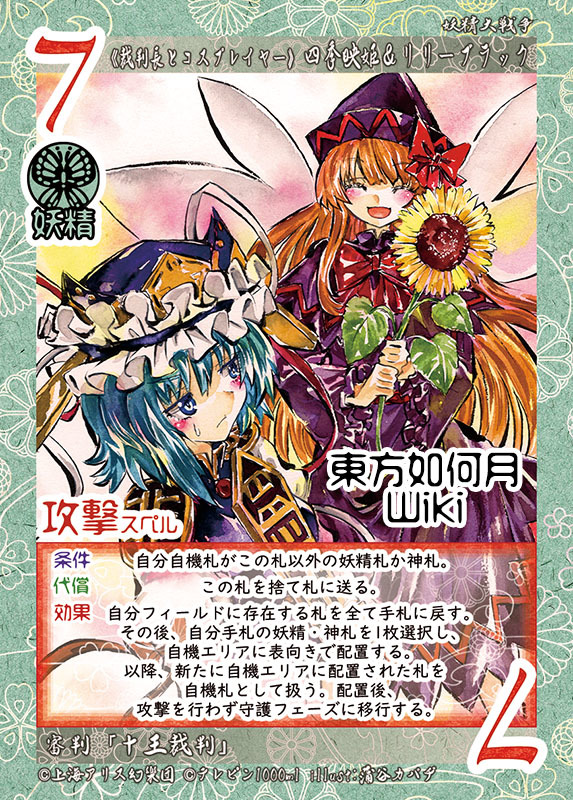 妖精大戦争
7
《裁判長とコスプレイヤー》四季映姫&リリーブラック
妖精
東方如何月
Wiki
攻撃スペル
条件 自分自機札がこの札以外の妖精札か神札。
代償 この札を捨て札に送る。
効果 自分フィールドに存在する札を全て手札に戻す。
その後、自分手札の妖精・神札を1枚選択し、
自機エリアに表向きで配置する。
以降、新たに自機エリアに配置された札を
自機札として扱う。配置後、
攻撃を行わず守護フェーズに移行する。
7
審判「十王裁判」
©上海アリス幻樂団 ©テレビン1000ml illust:蒲谷カバヂ